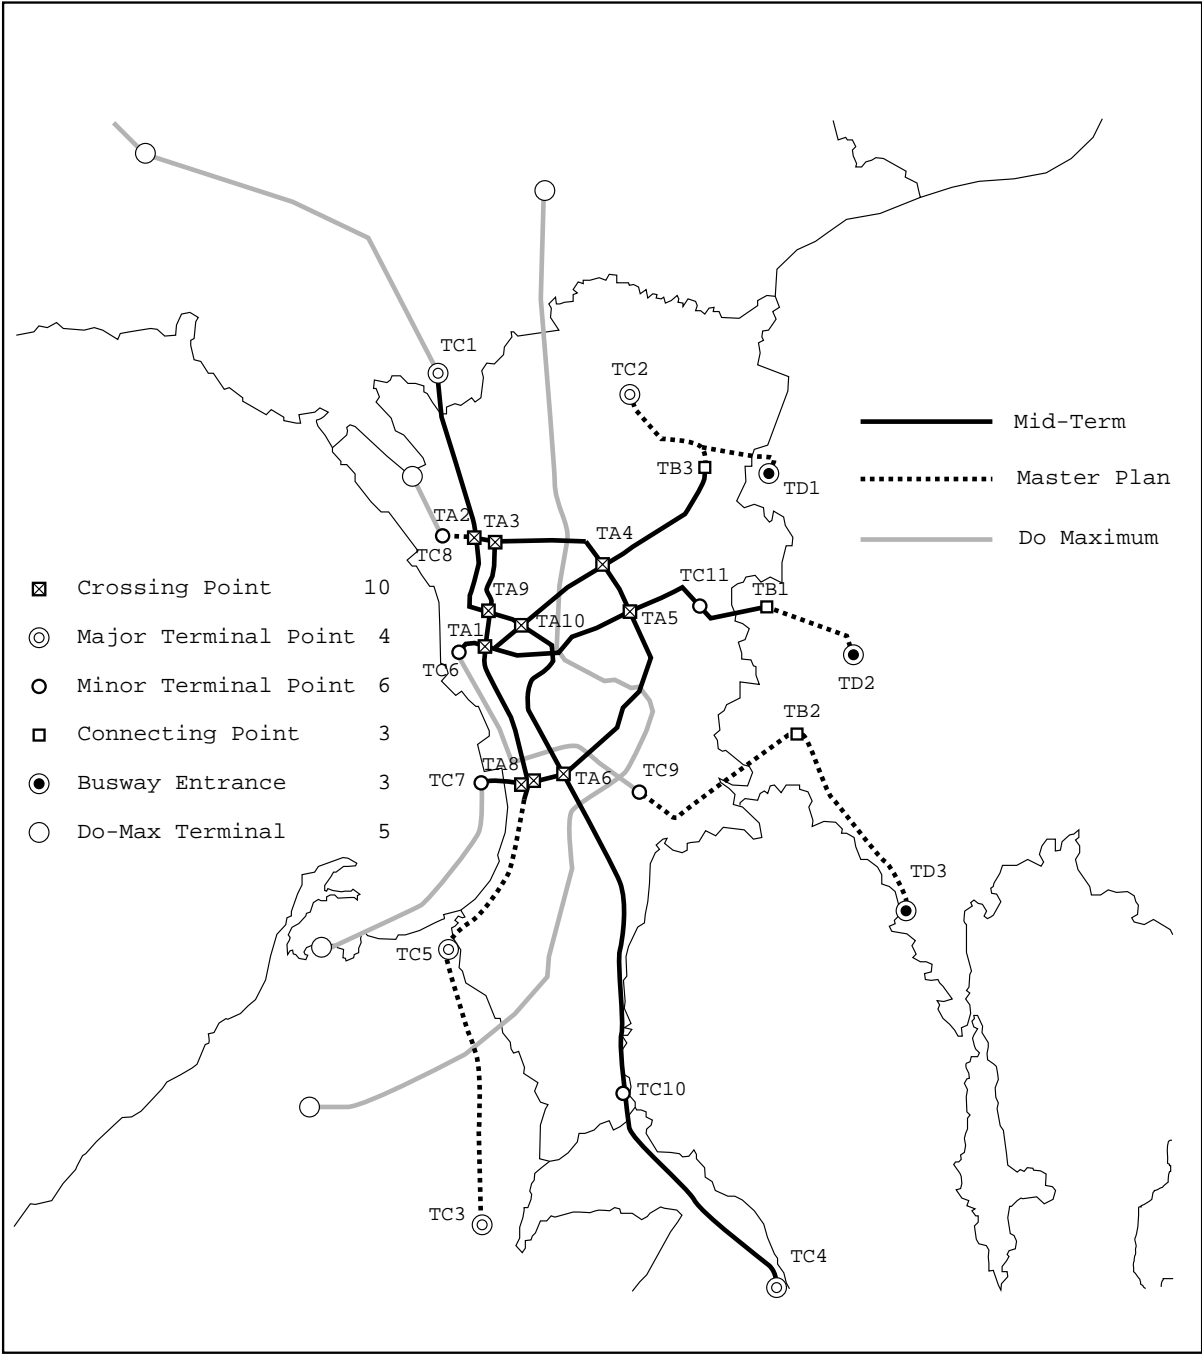 TC1
TC2
Mid-Term
TB3
TD1
Master Plan
TA2
TA3
TA4
Do Maximum
TC8
TC11
Crossing Point 10
TA9
TB1
TA10
TA5
TA1
Major Terminal Point 4
TC6
Minor Terminal Point 6
TD2
TB2
Connecting Point 3
TA8
TC9
TC7
TA6
Busway Entrance 3
Do-Max Terminal 5
TD3
TC5
TC10
TC3
TC4